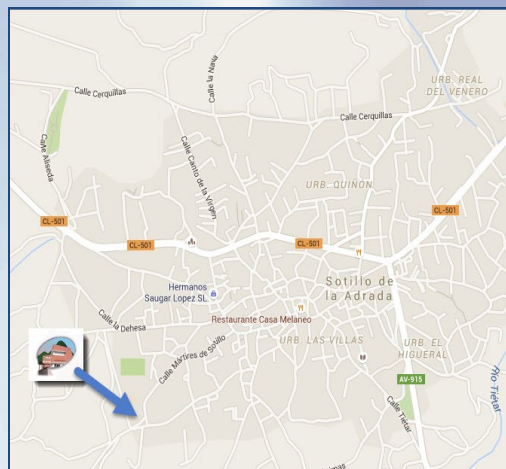 Calle la Nava
URB. REAL
DEL VENERO
Calle Cerquillas
Calle Cerquillas
Calle Aliseda
Calle Canto de la Virgen
URB. QUIÑON
CL-501
CL-501
CL-501
CL-501
Sotillo de
la Adrada
Hermanos
Saugar Lopez SL
Restaurante Casa Melaneo
Calle la Dehesa
Calle Mártires de Sotillo
URB. LAS VILLAS
URB. EL
HIGUERAL
AV-915
Río Tiétar
Calle Tiétar